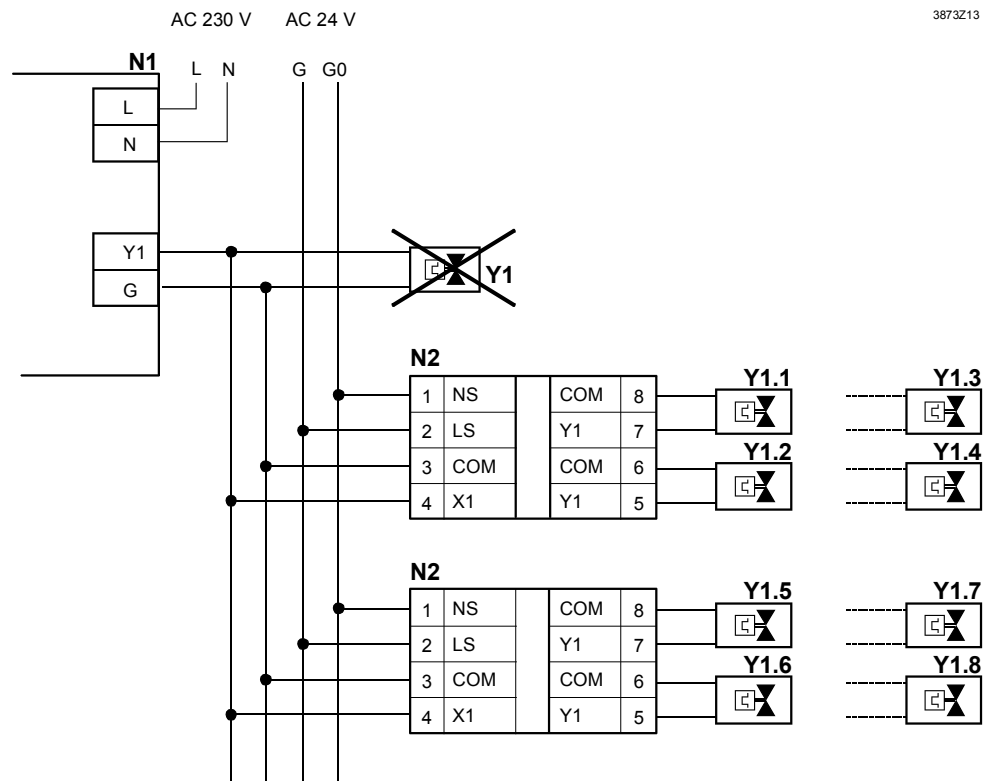 AC 230 V AC 24 V 3873Z13
N1 L N G G0
L
N
Y1
G
Y1
N2
1 NS COM 8 Y1.1 Y1.3
2 LS Y1 7
3 COM COM 6 Y1.2 Y1.4
4 X1 Y1 5
N2
1 NS COM 8 Y1.5 Y1.7
2 LS Y1 7
3 COM COM 6 Y1.6 Y1.8
4 X1 Y1 5